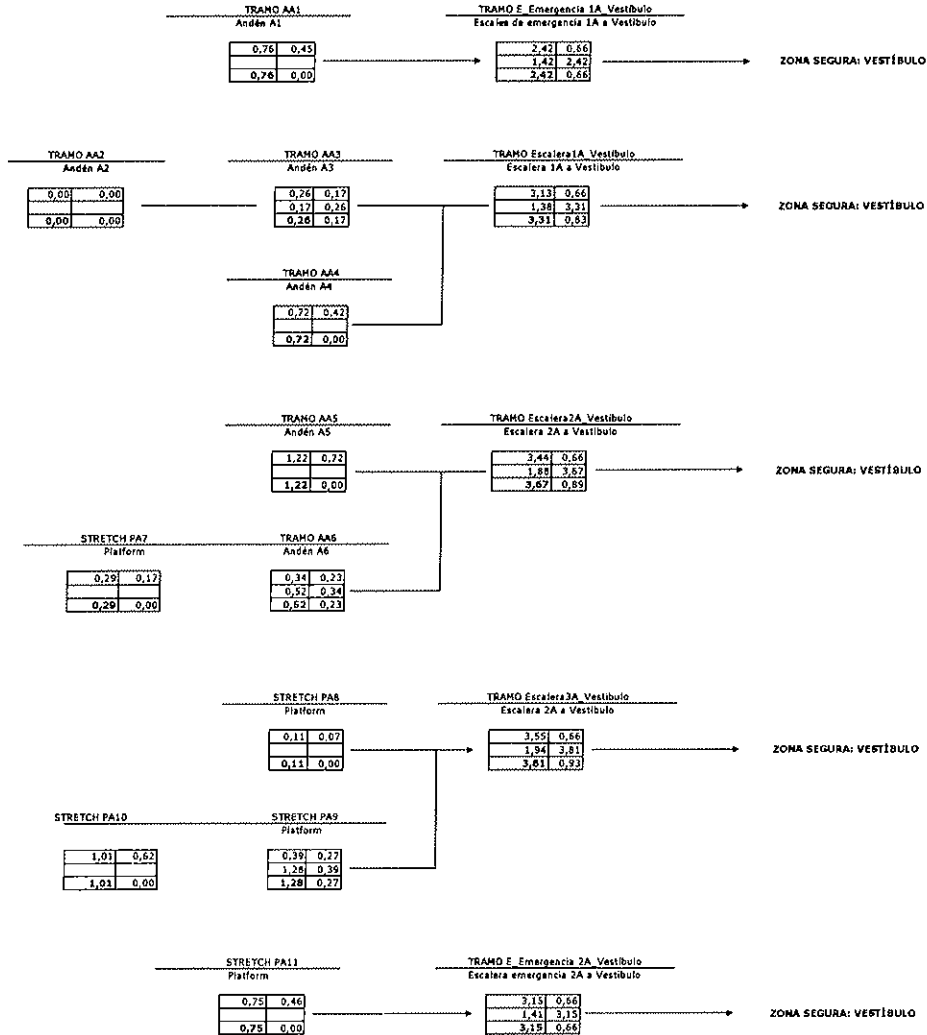 TRAMO AA1
Andén A1
0,76 0,45
0,76 0,00
TRAMO E_Emergencia 1A_Vestíbulo
Escales de emergencia 1A a Vestíbulo
2,42 0,66
1,42 2,42
2,42 0,66
ZONA SEGURA: VESTÍBULO
TRAMO AA2
Andén A2
0,00 0,00
0,00 0,00
TRAMO AA3
Andén A3
0,26 0,17
0,17 0,26
0,26 0,17
TRAMO Escalera1A_Vestíbulo
Escalera 1A a Vestíbulo
3,13 0,66
1,38 3,31
3,31 0,83
ZONA SEGURA: VESTÍBULO
TRAMO AA4
Andén A4
0,72 0,42
0,72 0,00
TRAMO AA5
Andén A5
1,22 0,72
1,22 0,00
TRAMO Escalera2A_Vestíbulo
Escalera 2A a Vestíbulo
3,44 0,66
1,88 3,67
3,67 0,89
ZONA SEGURA: VESTÍBULO
STRETCH PA7
Platform
0,29 0,17
0,29 0,00
TRAMO AA6
Andén A6
0,34 0,23
0,52 0,34
0,52 0,23
STRETCH PA8
Platform
0,11 0,07
0,11 0,00
TRAMO Escalera3A_Vestíbulo
Escalera 2A a Vestíbulo
3,55 0,66
1,94 3,81
3,81 0,93
ZONA SEGURA: VESTÍBULO
STRETCH PA10
1,01 0,62
1,01 0,00
STRETCH PA9
Platform
0,39 0,27
1,28 0,39
1,28 0,27
STRETCH PA11
Platform
0,75 0,46
0,75 0,00
TRAMO E_Emergencia 2A_Vestíbulo
Escalera emergencia 2A a Vestíbulo
3,15 0,66
1,41 3,15
3,15 0,66
ZONA SEGURA: VESTÍBULO